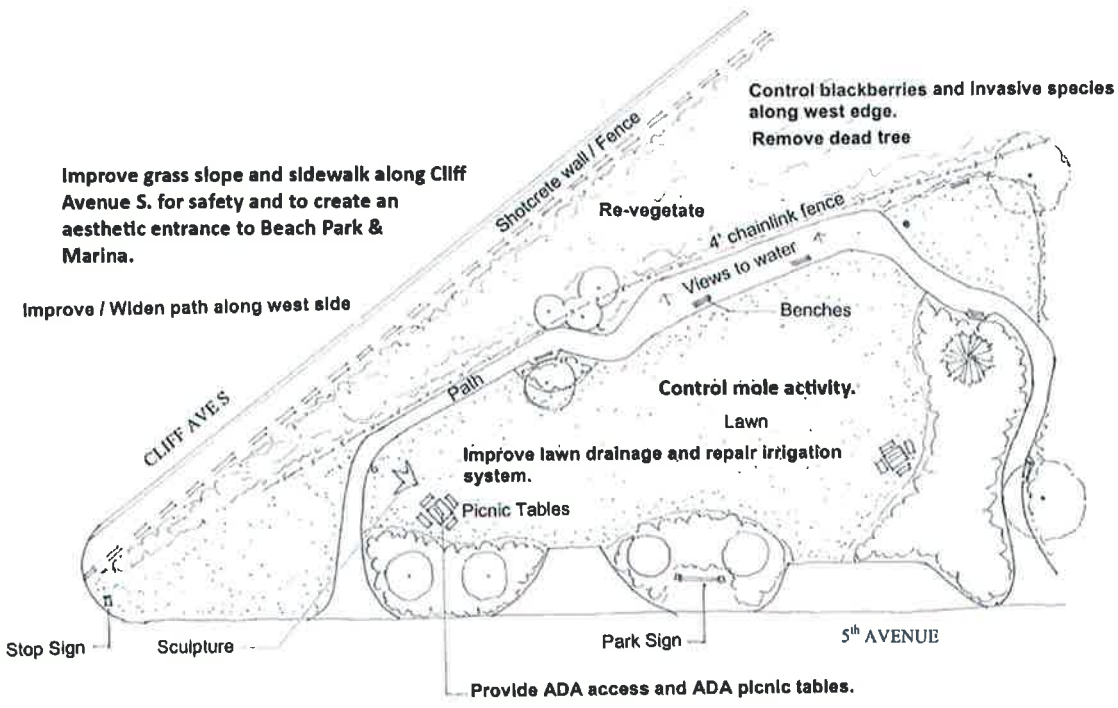 Control blackberries and invasive species
along west edge.
Remove dead tree
Shotcrete wall / Fence
Improve grass slope and sidewalk along Cliff
Avenue S. for safety and to create an
aesthetic entrance to Beach Park &
Marina.
Re-vegetate
4' chainlink fence
Views to water
Improve / Widen path along west side
Benches
Path
Control mole activity.
Lawn
CLIFF AVE S
Improve lawn drainage and repair irrigation
system.
Picnic Tables
Stop Sign
Sculpture
Park Sign
5th AVENUE
Provide ADA access and ADA picnic tables.